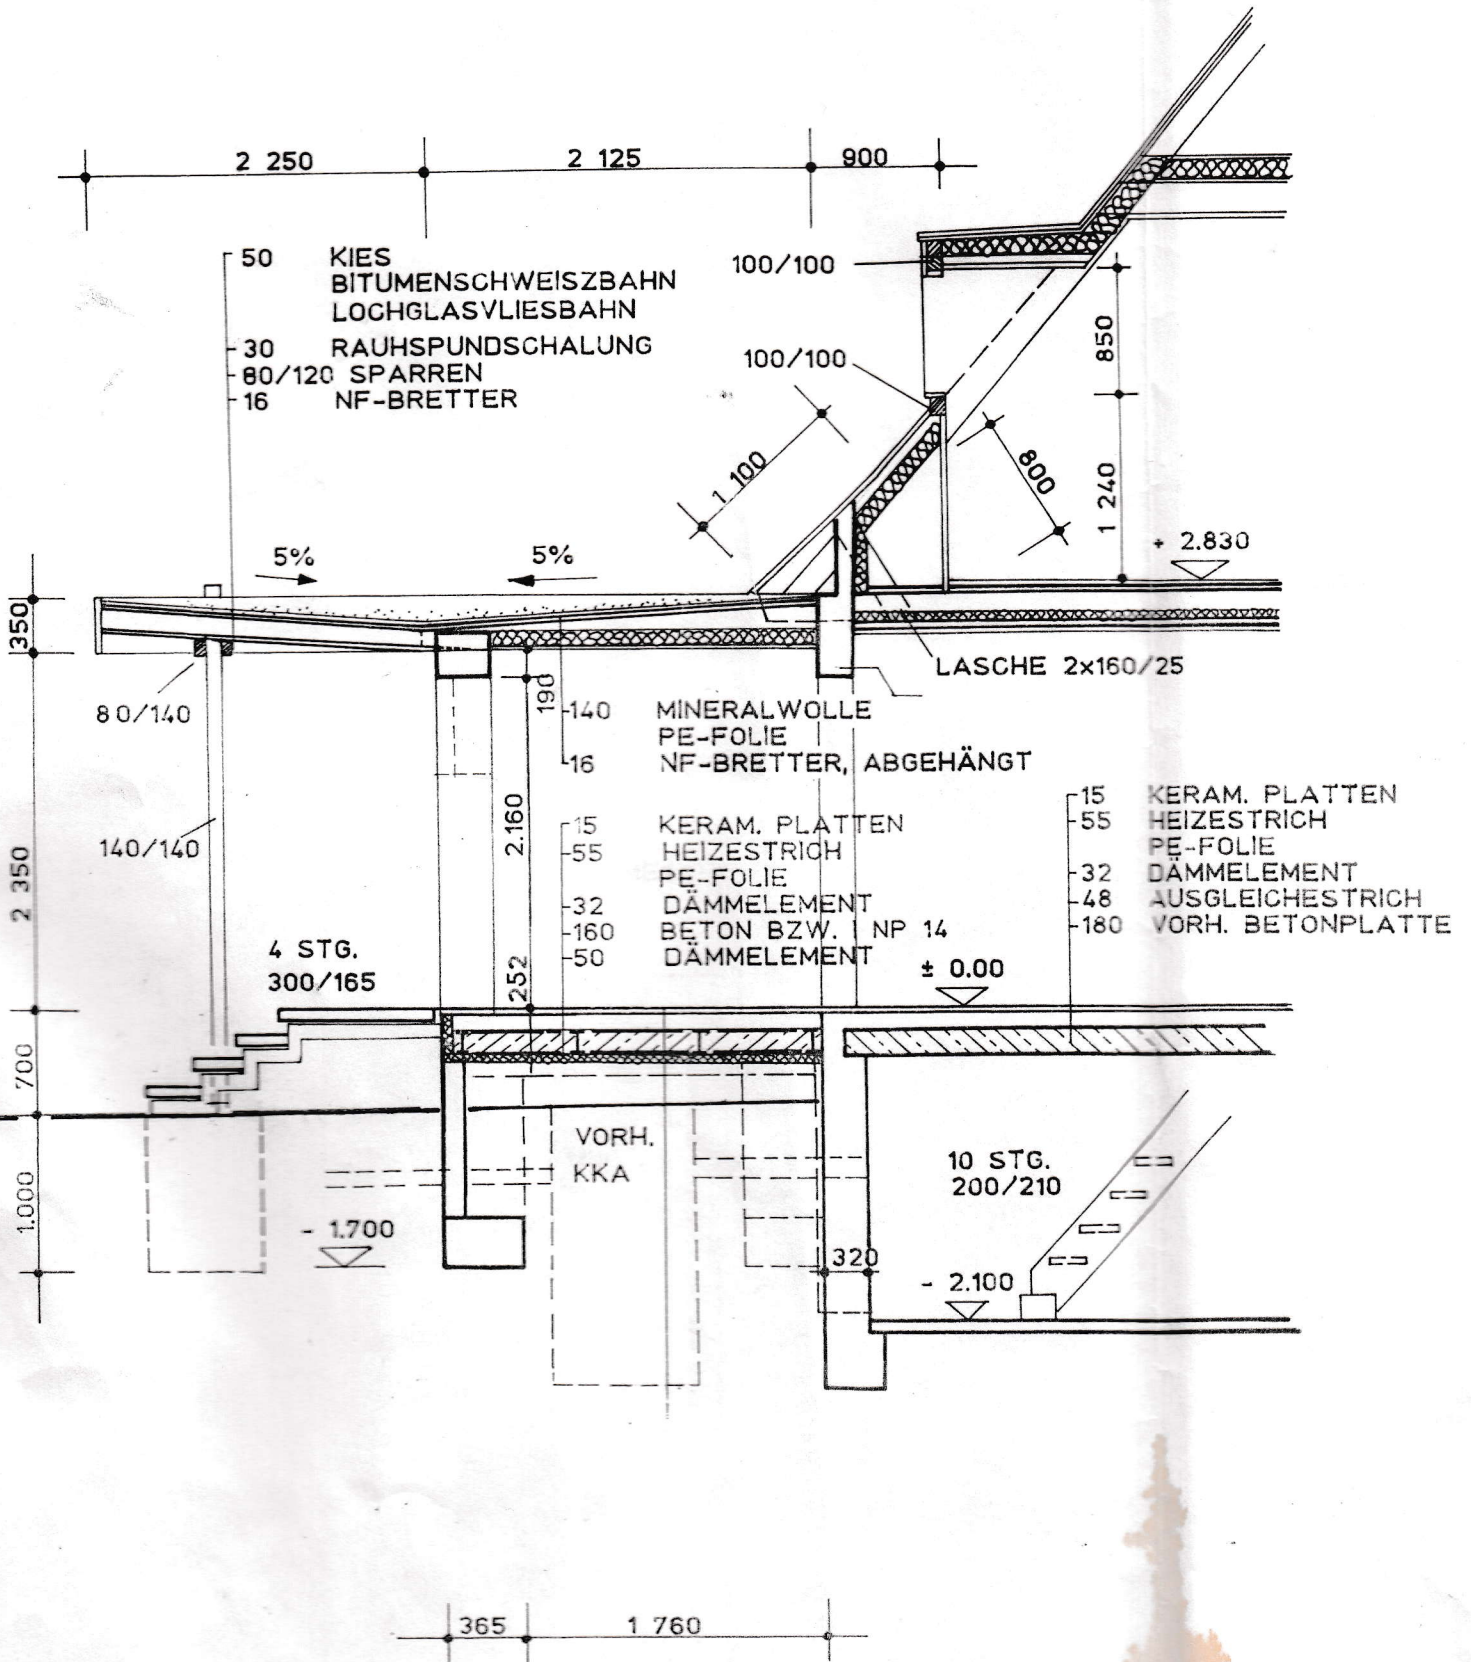 2 250
2 125
900
50 KIES
BITUMENSCHWEISZBAHN
LOCHGLASVLIESBAHN
30 RAUHSPUNDSCHALUNG
80/120 SPARREN
16 NF-BRETTER
100/100
100/100
850
1 100
800
1 240
+ 2.830
5%
5%
350
LASCHE 2x160/25
80/140
190
140 MINERALWOLLE
PE-FOLIE
16 NF-BRETTER, ABGEHÄNGT
140/140
2 350
2.160
15 KERAM. PLATTEN
55 HEIZESTRICH
PE-FOLIE
32 DÄMMELEMENT
160 BETON BZW. I NP 14
50 DÄMMELEMENT
15 KERAM. PLATTEN
55 HEIZESTRICH
PE-FOLIE
32 DÄMMELEMENT
48 AUSGLEICHESTRICH
180 VORH. BETONPLATTE
4 STG.
300/165
252
± 0.00
700
VORH.
KKA
10 STG.
200/210
1.000
- 1.700
320
- 2.100
365
1 760